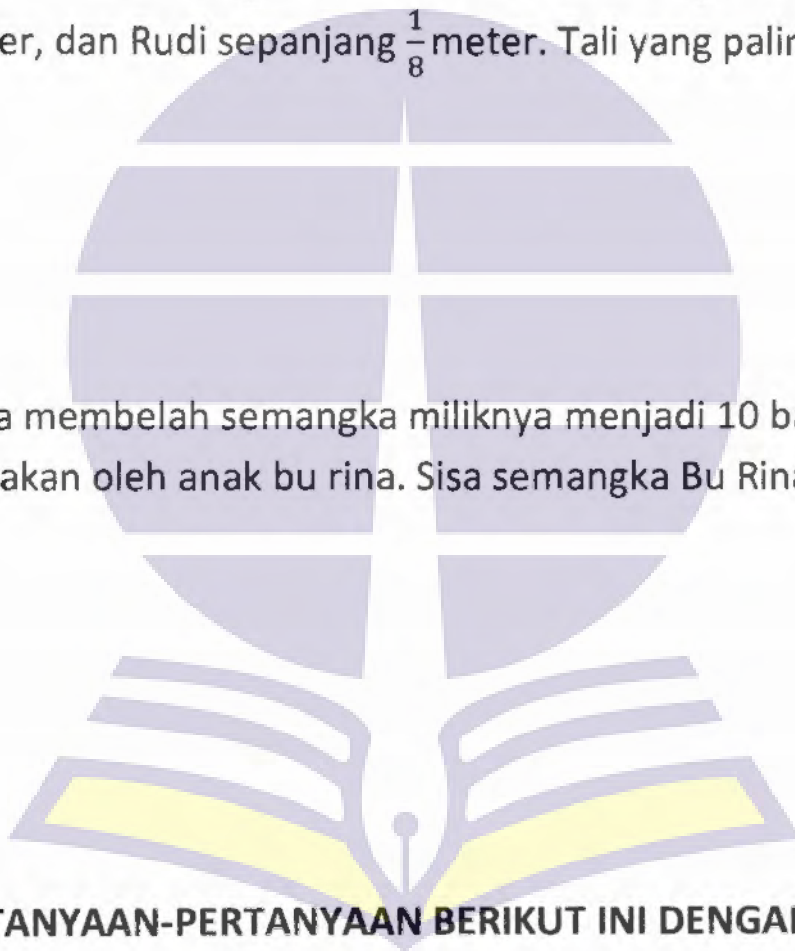 er, dan Rudi sepanjang 1/8 meter. Tali yang palin
a membelah semangka miliknya menjadi 10 ba
akan oleh anak bu rina. Sisa semangka Bu Rina
TANYAAN-PERTANYAAN BERIKUT INI DENGA